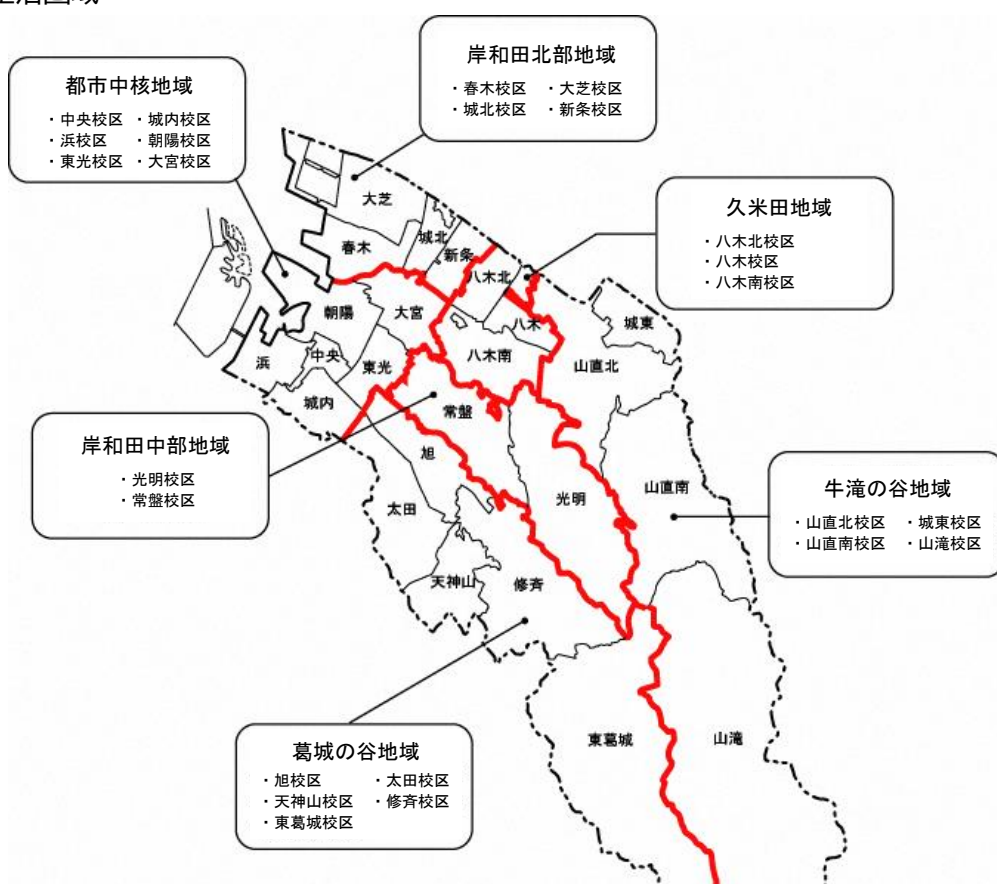 岸和田北部地域
・春木校区 ・大芝校区
・城北校区 ・新条校区
都市中核地域
・中央校区 ・城内校区
・浜校区 ・朝陽校区
・東光校区 ・大宮校区
久米田地域
・八木北校区
・八木校区
・八木南校区
大芝
城北
春木
新条
八木北
朝陽
大宮
八木
城東
浜
中央
東光
八木南
山直北
城内
常盤
岸和田中部地域
・光明校区
・常盤校区
旭
太田
光明
山直南
牛滝の谷地域
・山直北校区 ・城東校区
・山直南校区 ・山滝校区
天神山
修斉
葛城の谷地域
・旭校区 ・太田校区
・天神山校区 ・修斉校区
・東葛城校区
東葛城
山滝